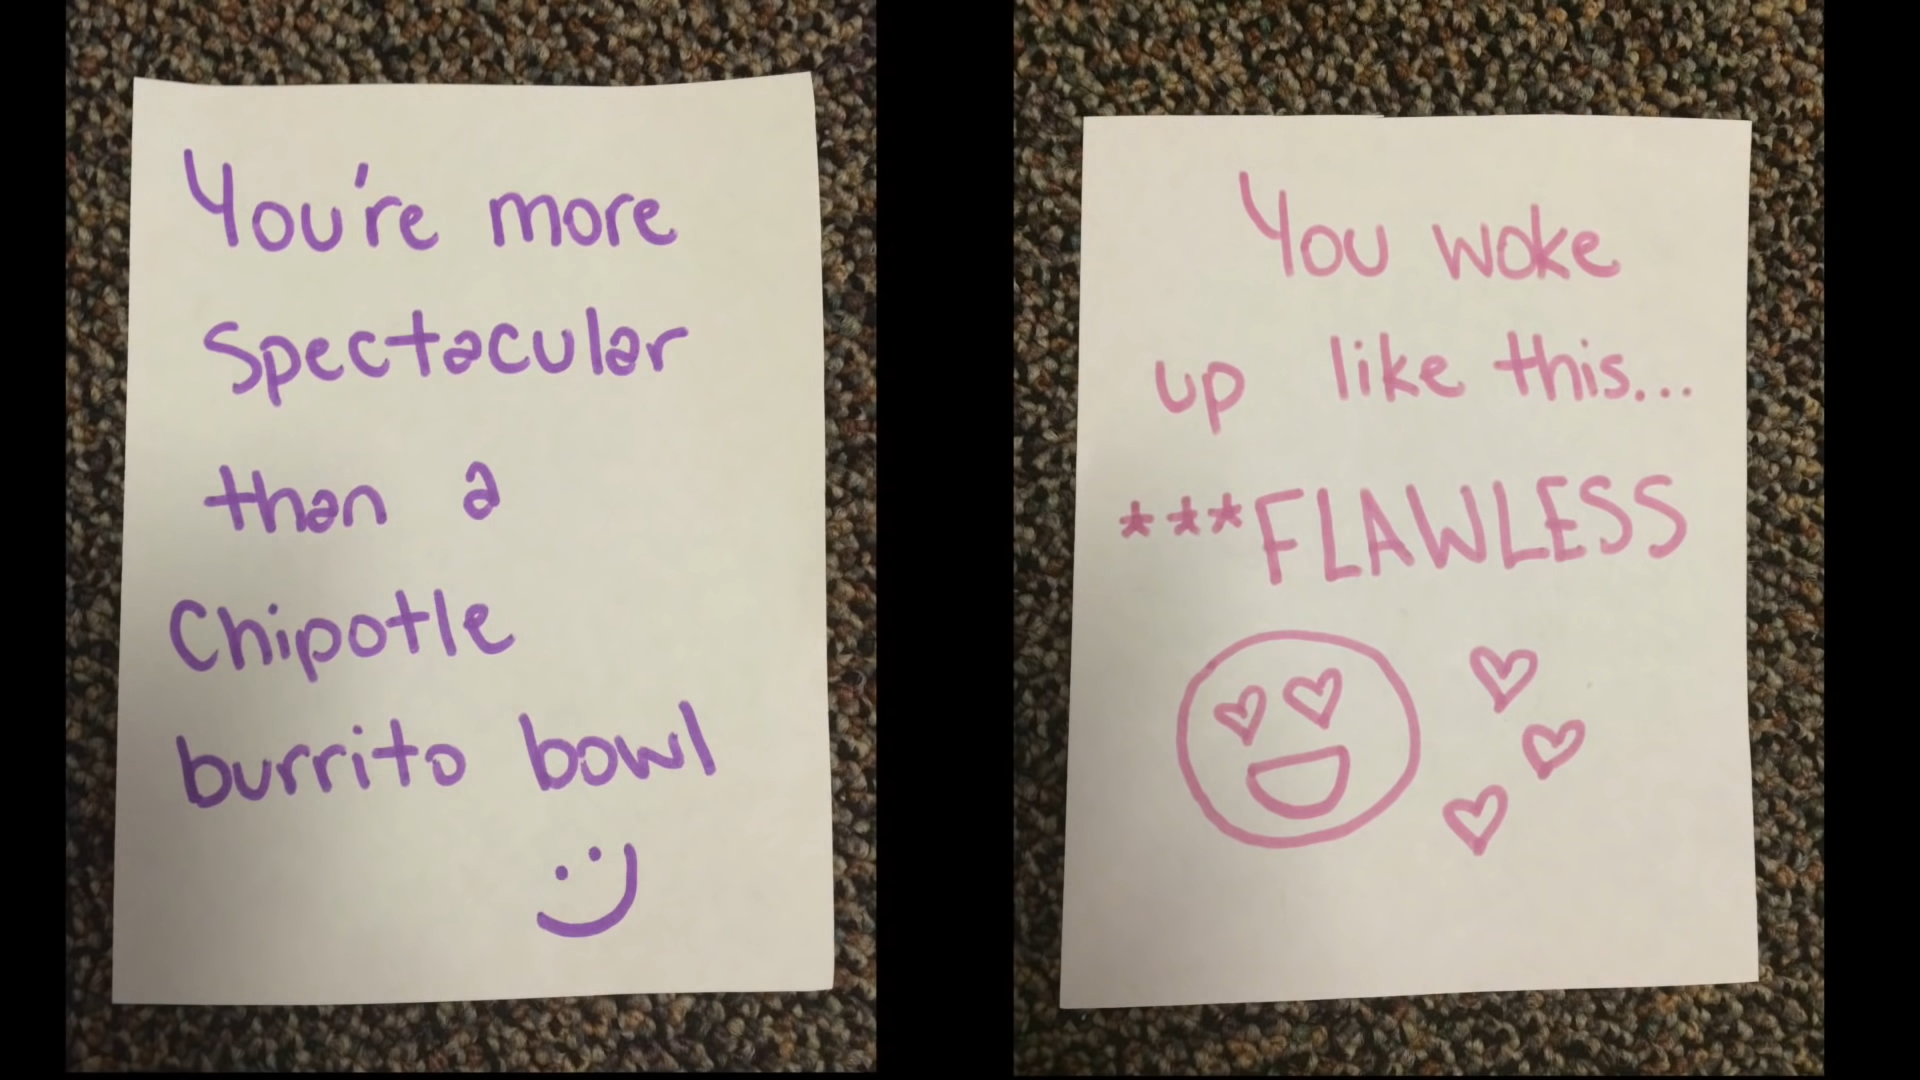 You're more
Spectacular
than a
Chipotle
burrito bowl
You woke
up like this...
***FLAWLESS